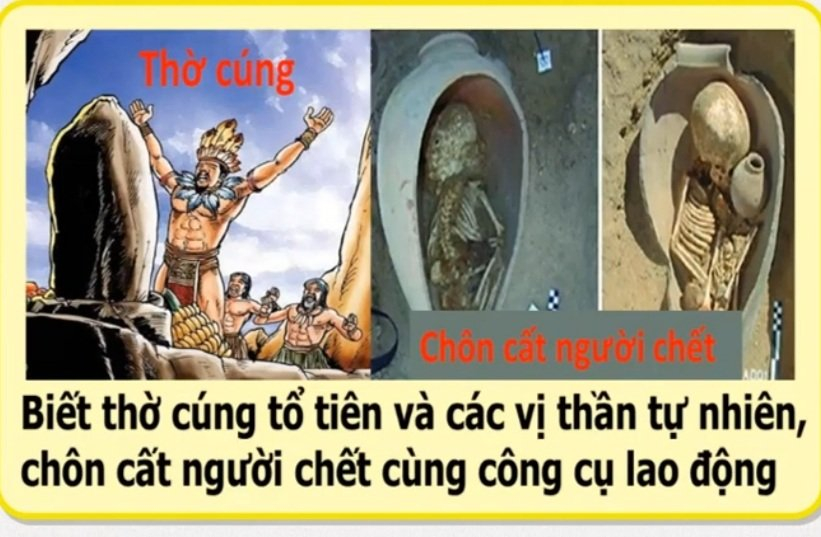 Thờ cúng
Chôn cất người chết
Biết thờ cúng tổ tiên và các vị thần tự nhiên,
chôn cất người chết cùng công cụ lao động